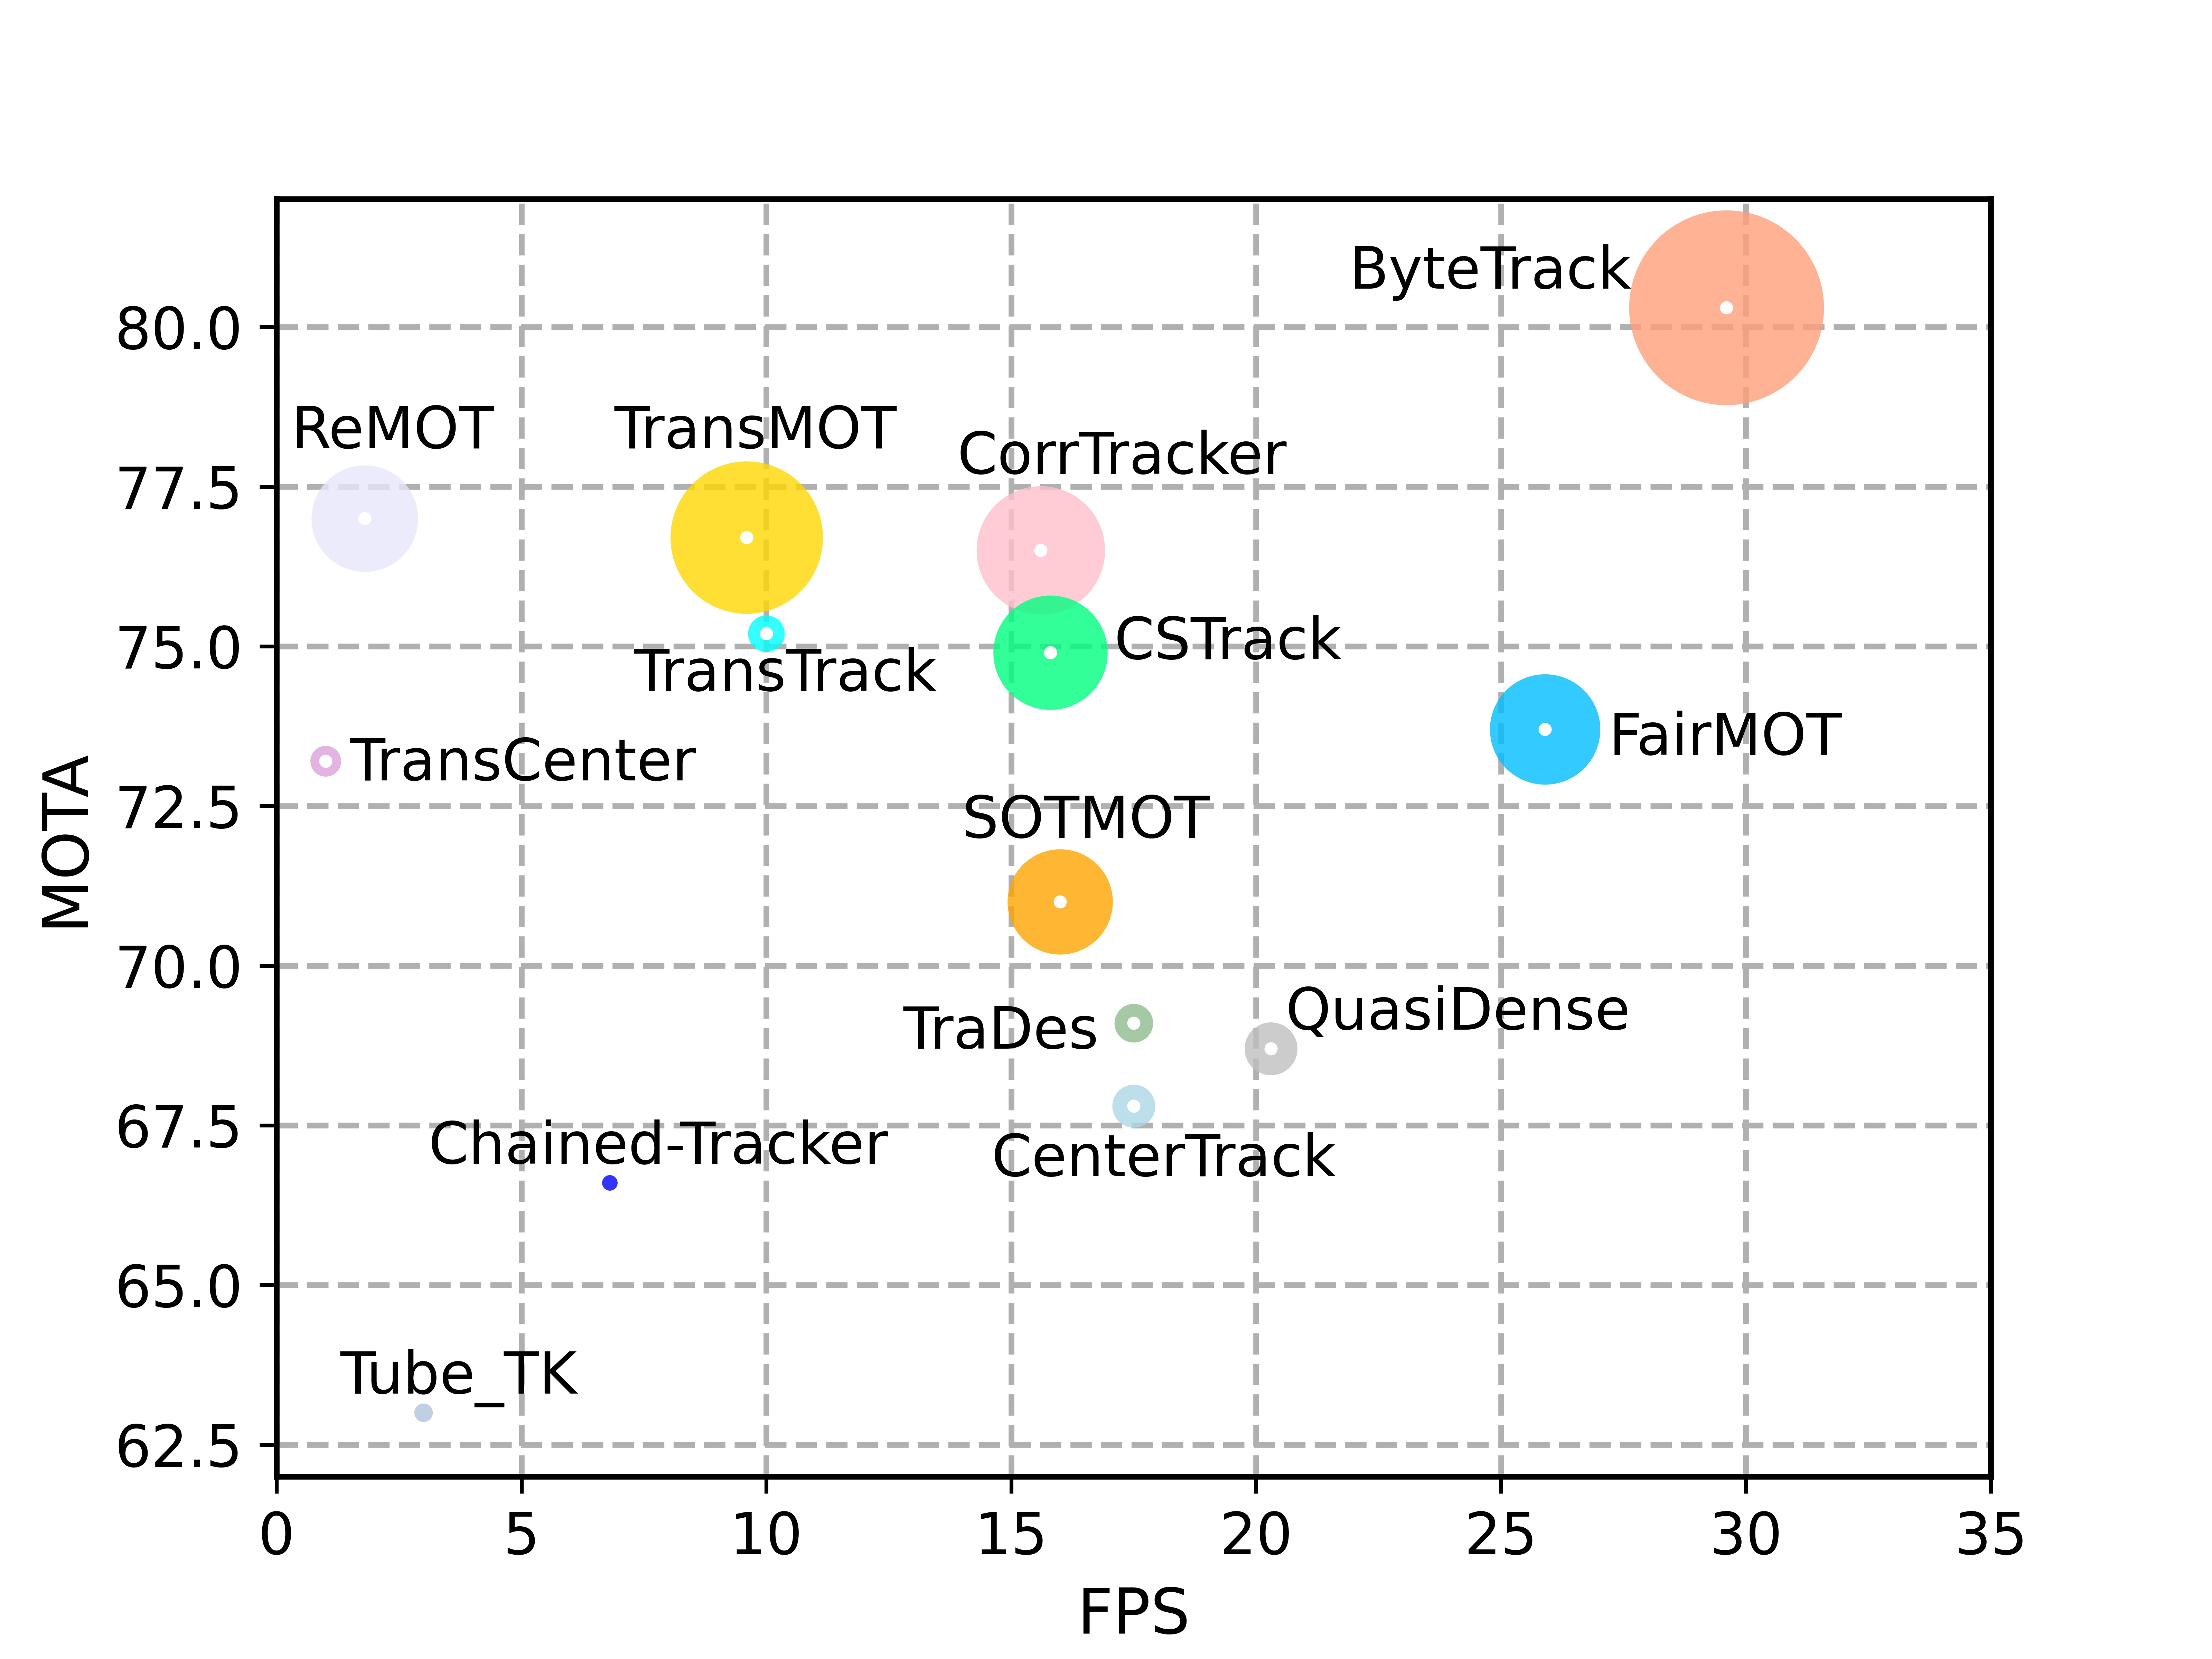 ByteTrack
80.0
ReMOT
TransMOT
CorrTracker
77.5
CSTrack
75.0
TransTrack
FairMOT
TransCenter
72.5
SOTMOT
MOTA
70.0
QuasiDense
TraDes
67.5
Chained-Tracker
CenterTrack
65.0
Tube_TK
62.5
0 5 10 15 20 25 30 35
FPS